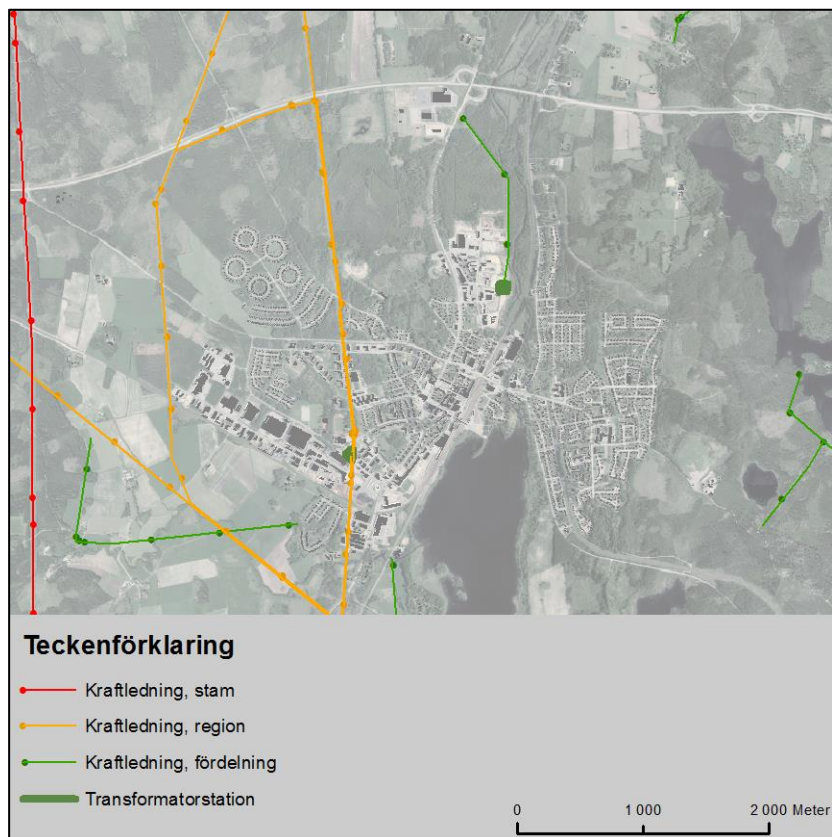 Teckenförklaring
Kraftledning, stam
Kraftledning, region
Kraftledning, fördelning
Transformatorstation
0 1 000 2 000 Meter